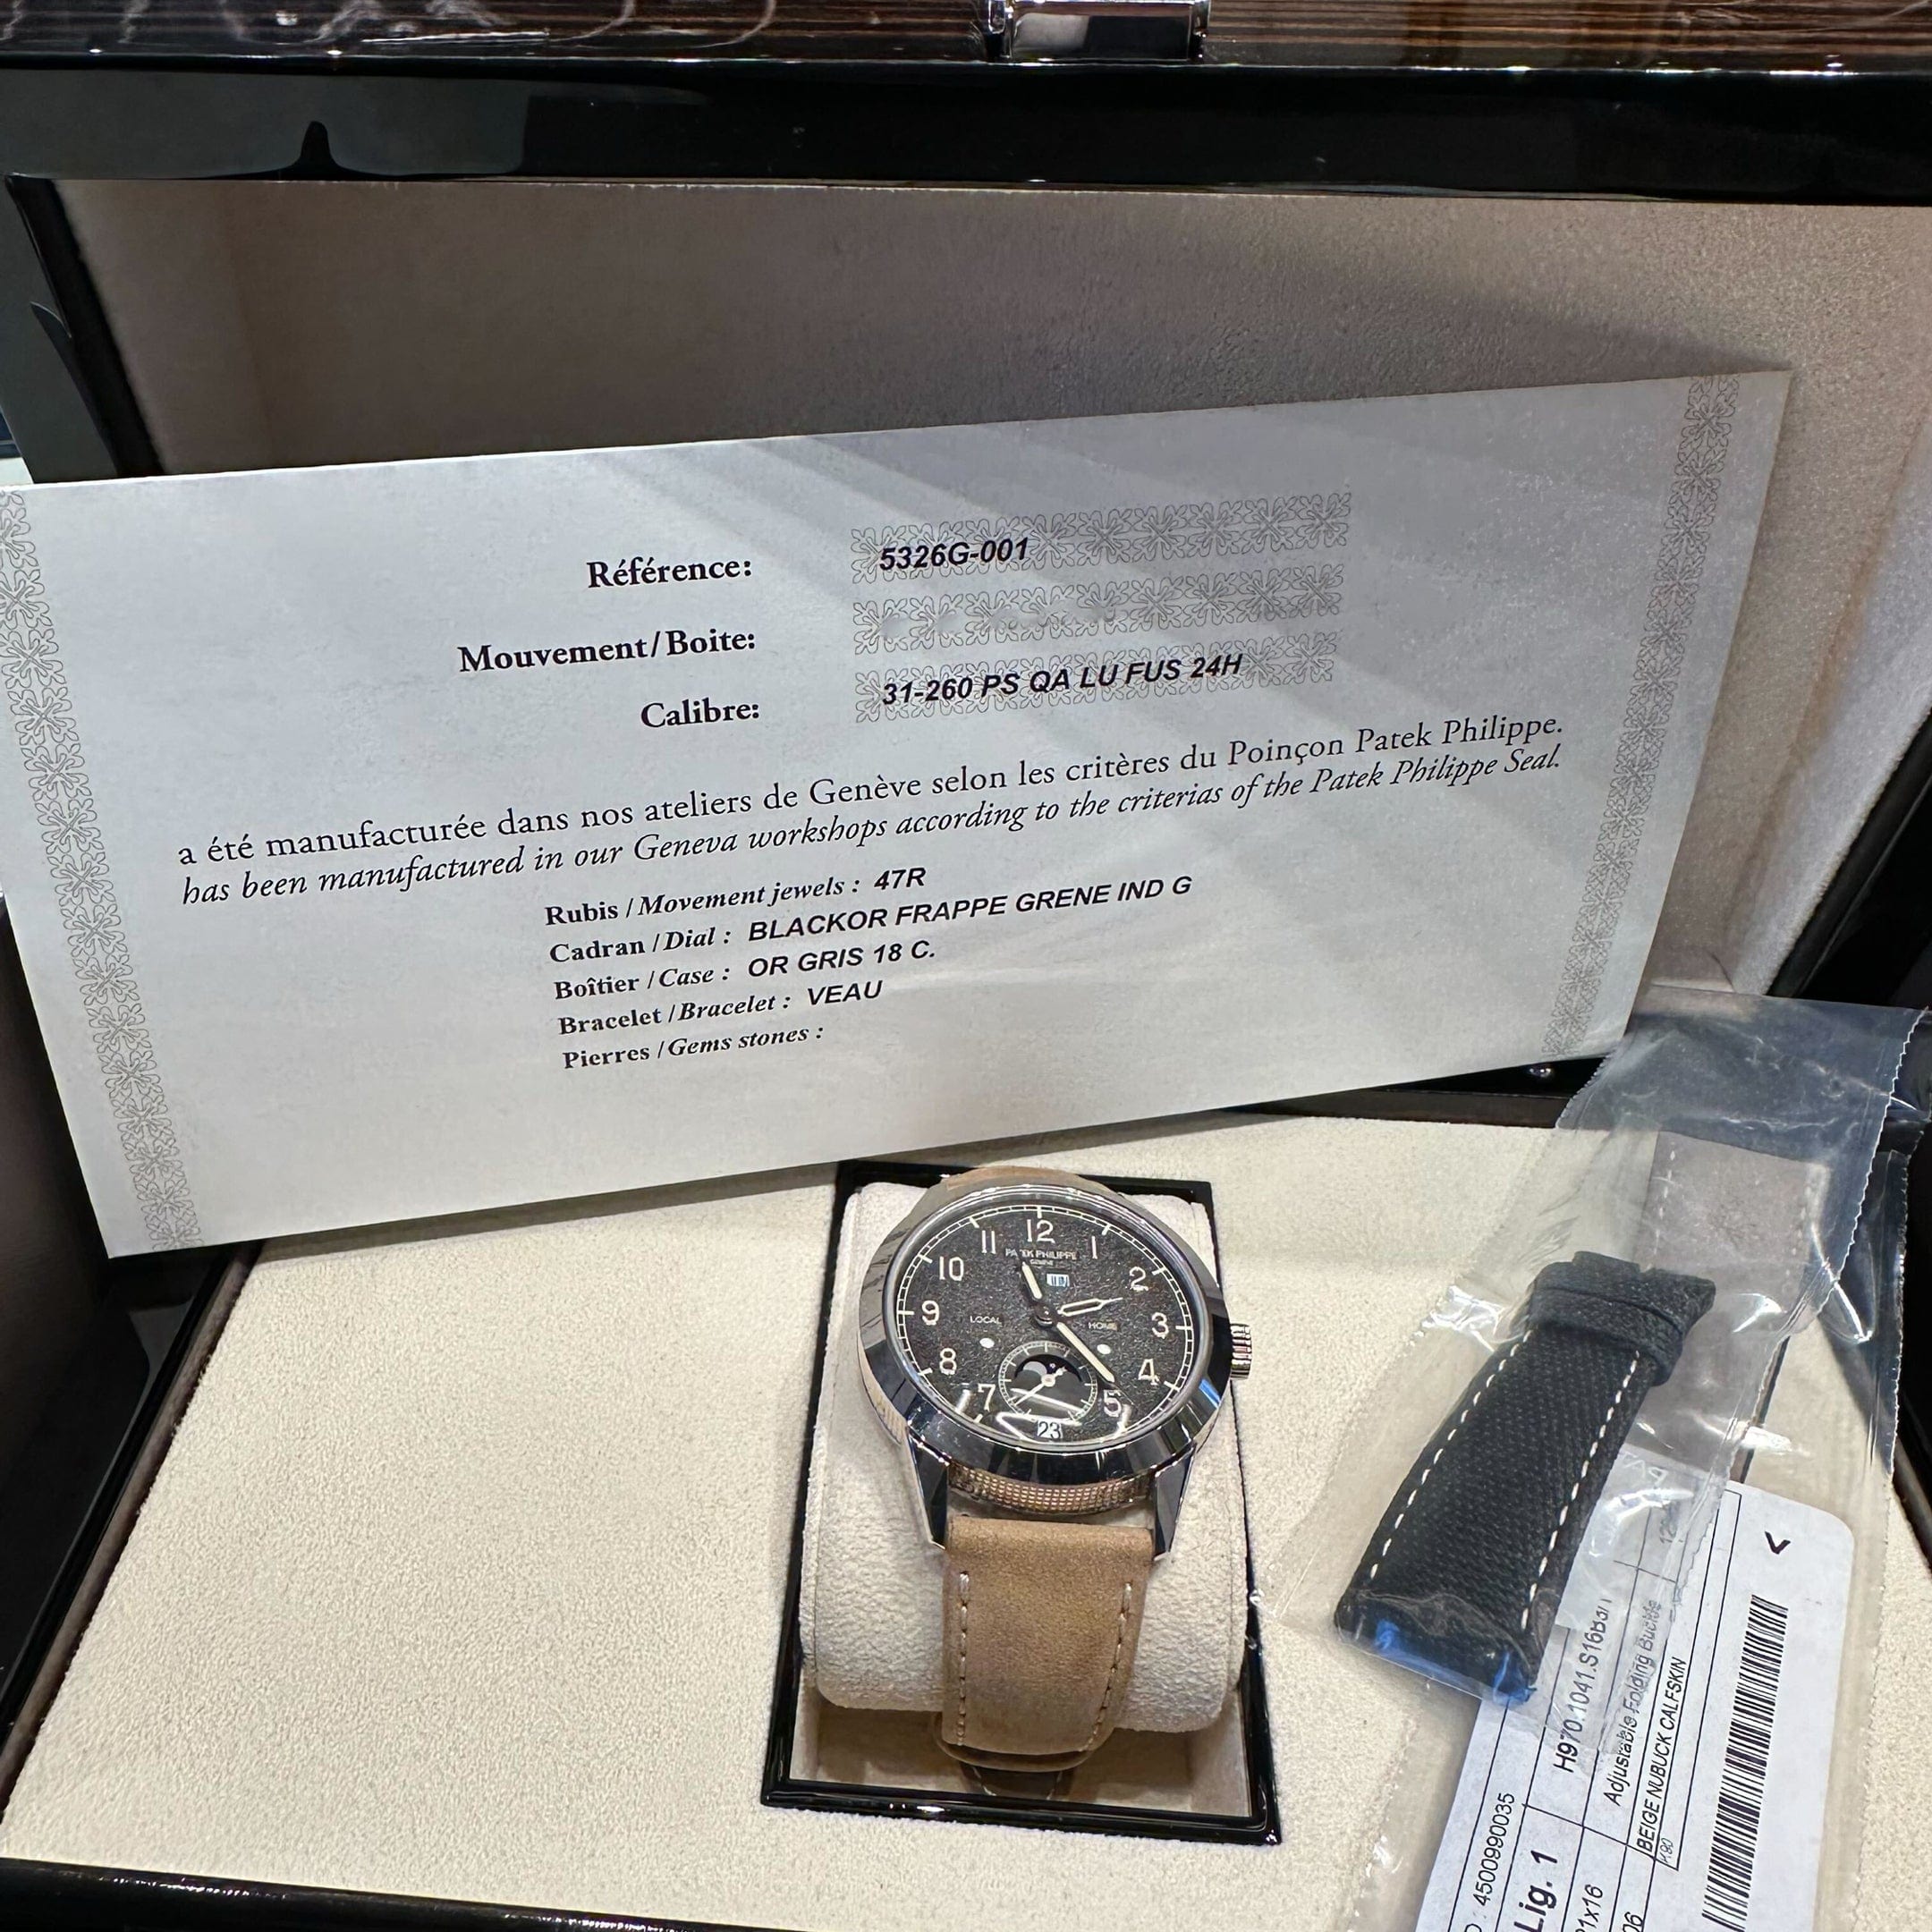 Référence: 5326G-001
Mouvement/Boite:
Calibre: 31-260 PS QA LU FUS 24H
a été manufacturée dans nos ateliers de Genève selon les critères du Poinçon Patek Philippe.
has been manufactured in our Geneva workshops according to the criterias of the Patek Philippe Seal.
Rubis / Movement jewels : 47R
Cadran / Dial : BLACKOR FRAPPE GRENE IND G
Boîtier / Case : OR GRIS 18 C.
Bracelet / Bracelet : VEAU
Pierres / Gems stones :
12
11 1
PATEK PHILIPPE
GENEVE
10 2
9 3
LOCAL HOME
8 4
7 5
23
4500990035
Lig. 1
H970.1041.S16
Adjustable Folding Buckle
BEIGE NUBUCK CALFSKIN